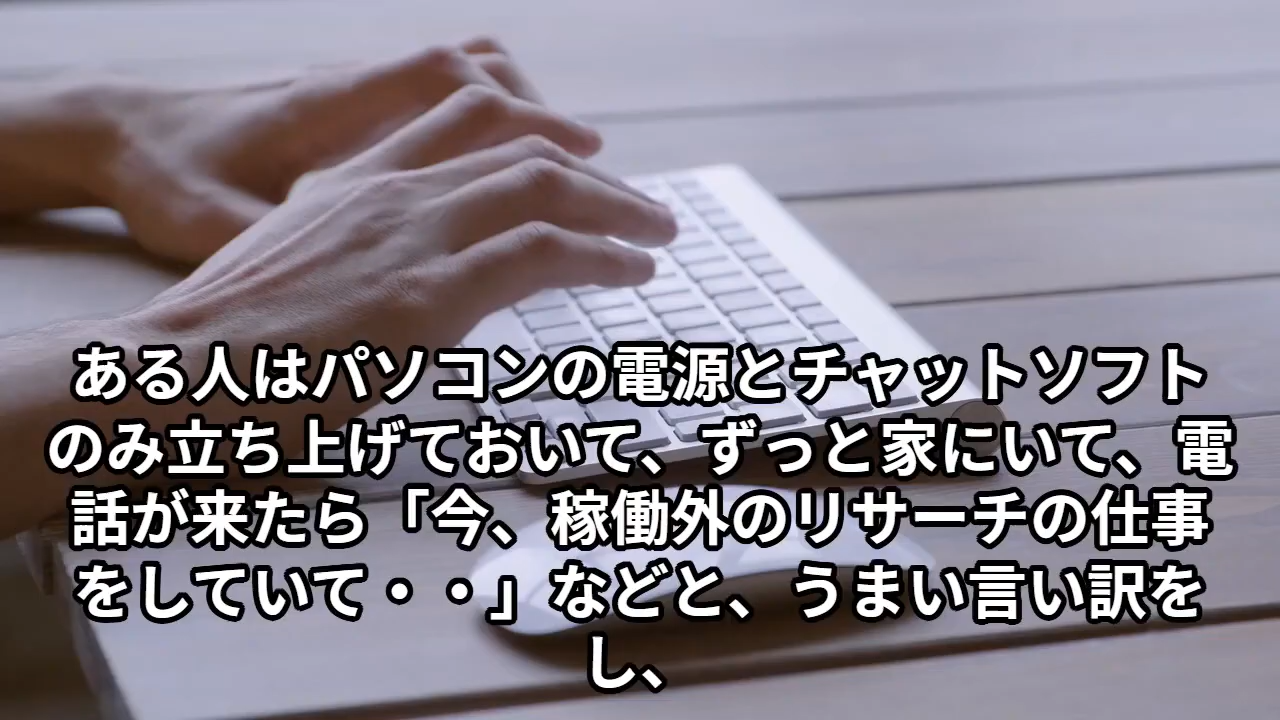 ある人はパソコンの電源とチャットソフト
のみ立ち上げておいて、ずっと家にいて、電
話が来たら「今、稼働外のリサーチの仕事
をしていて・・」などと、うまい言い訳を
し、